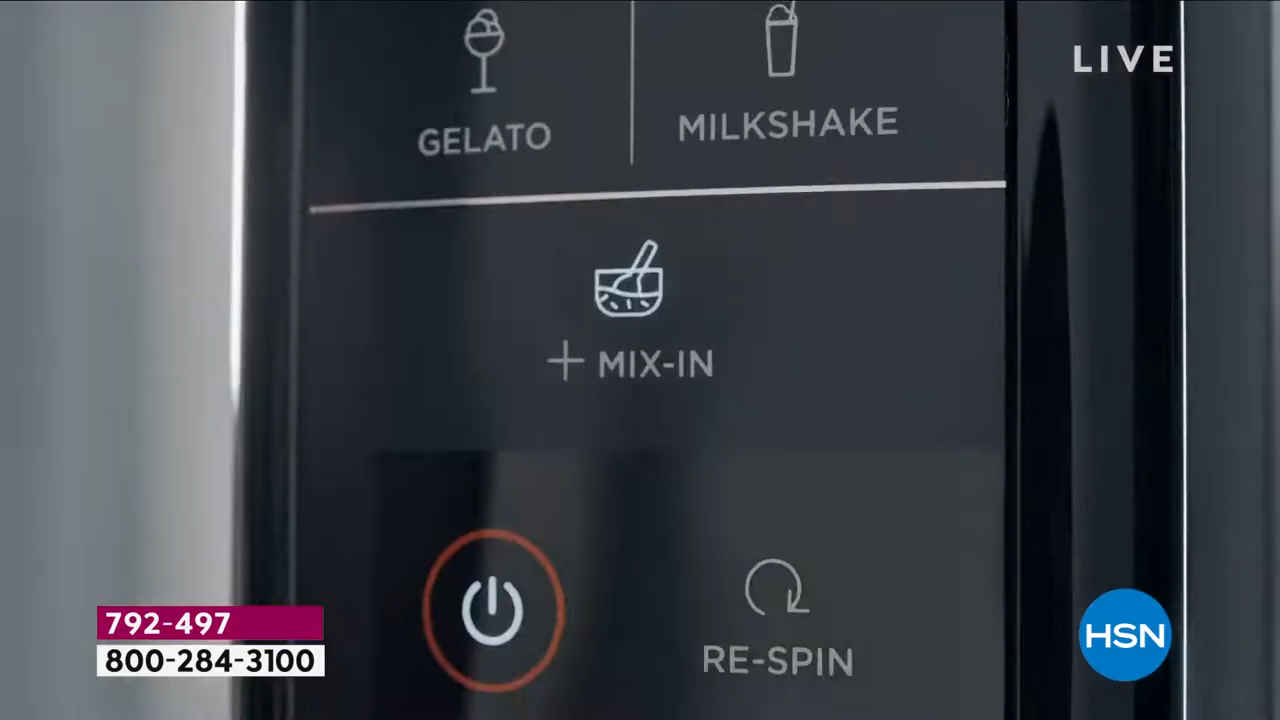 LIVE
GELATO
MILKSHAKE
+ MIX-IN
RE-SPIN
792-497
800-284-3100
HSN